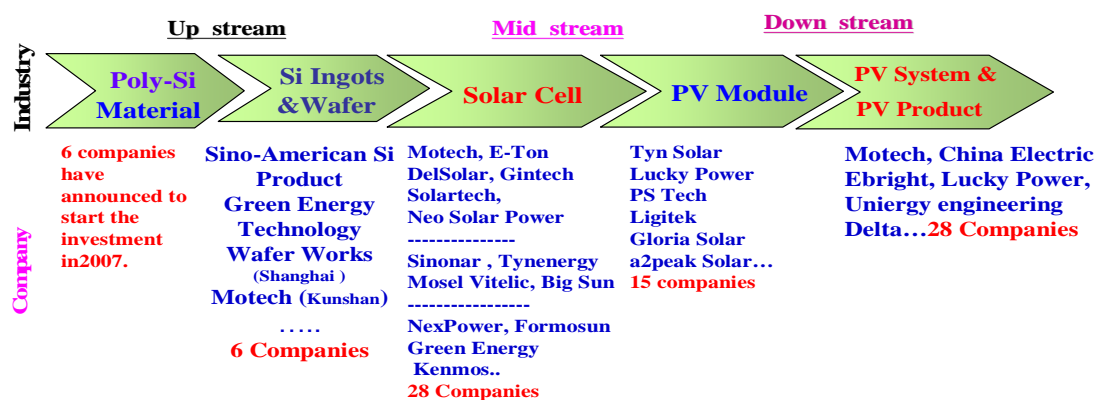 Up stream
Mid stream
Down stream
Industry
Poly-Si
Material
Si Ingots
&Wafer
Solar Cell
PV Module
PV System &
PV Product
Company
6 companies
have
announced to
start the
investment
in2007.
Sino-American Si
Product
Green Energy
Technology
Wafer Works
(Shanghai )
Motech (Kunshan)
.....
6 Companies
Motech, E-Ton
DelSolar, Gintech
Solartech,
Neo Solar Power
---------------
Sinonar , Tynenergy
Mosel Vitelic, Big Sun
-----------------
NexPower, Formosun
Green Energy
Kenmos..
28 Companies
Tyn Solar
Lucky Power
PS Tech
Ligitek
Gloria Solar
a2peak Solar...
15 companies
Motech, China Electric
Ebright, Lucky Power,
Uniergy engineering
Delta...28 Companies